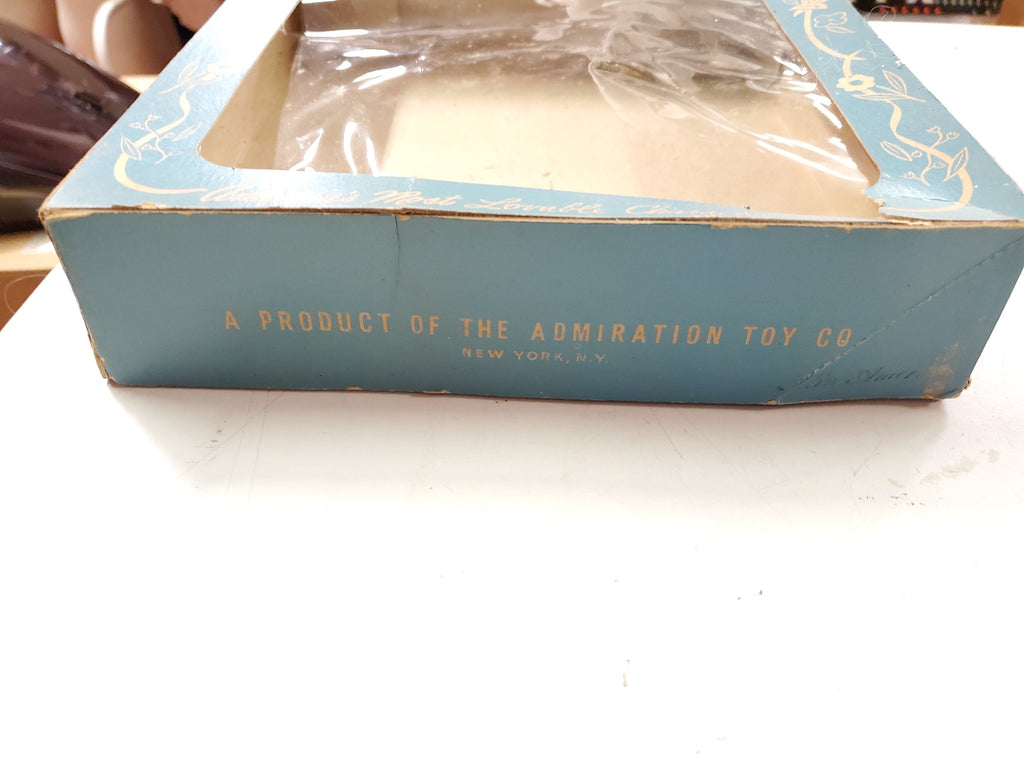 Most Lovable
A PRODUCT OF THE ADMIRATION TOY CO
NEW YORK, N.Y.